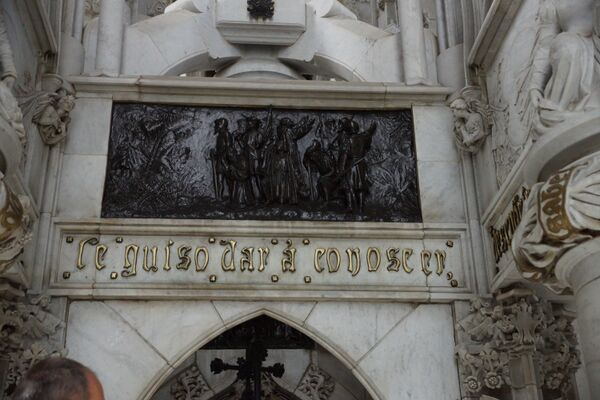 le quiso dar á conoscer,